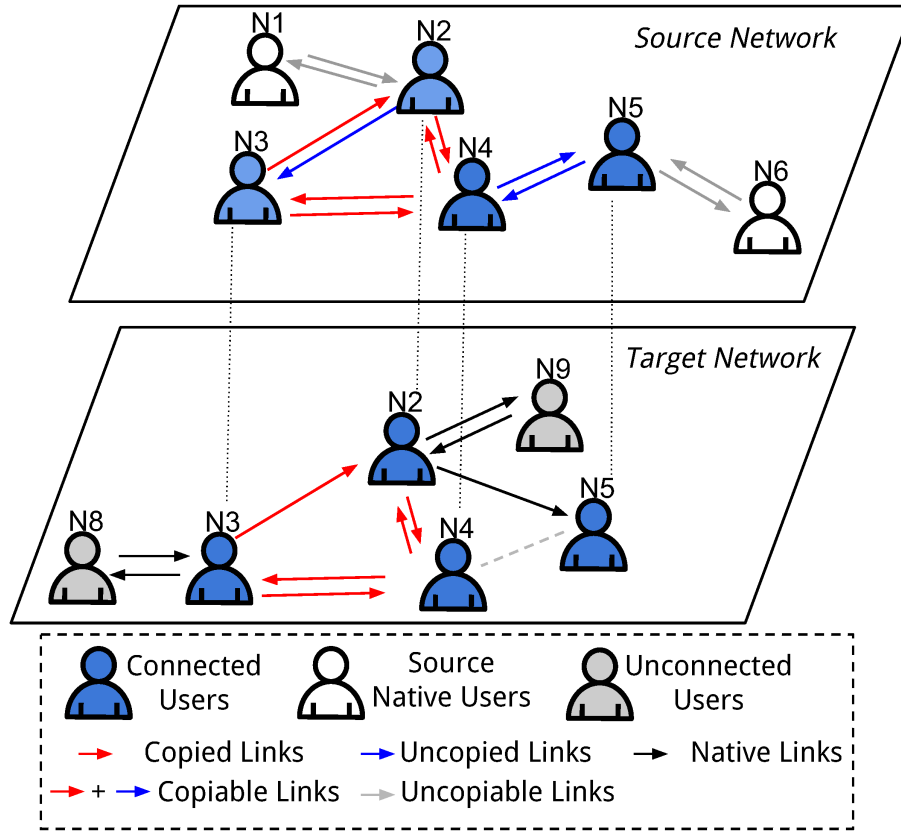 N1
N2
Source Network
N3
N4
N5
N6
Target Network
N9
N2
N5
N8
N3
N4
Connected Users
Source Native Users
Unconnected Users
Copied Links
Uncopied Links
Native Links
+
Copiable Links
Uncopiable Links